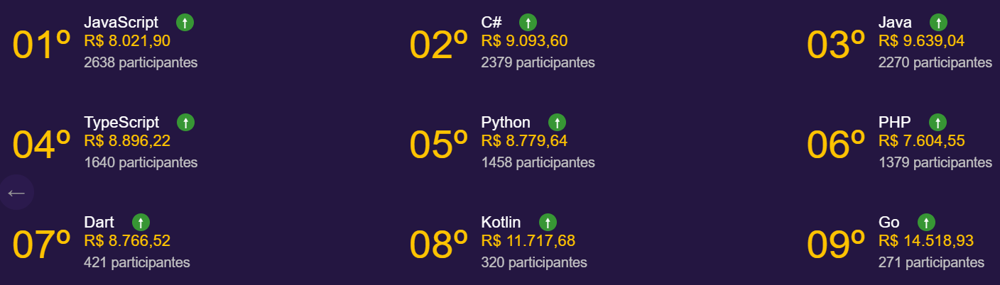 01º
JavaScript
R$ 8.021,90
2638 participantes
02º
C#
R$ 9.093,60
2379 participantes
03º
Java
R$ 9.639,04
2270 participantes
04º
TypeScript
R$ 8.896,22
1640 participantes
05º
Python
R$ 8.779,64
1458 participantes
06º
PHP
R$ 7.604,55
1379 participantes
07º
Dart
R$ 8.766,52
421 participantes
08º
Kotlin
R$ 11.717,68
320 participantes
09º
Go
R$ 14.518,93
271 participantes